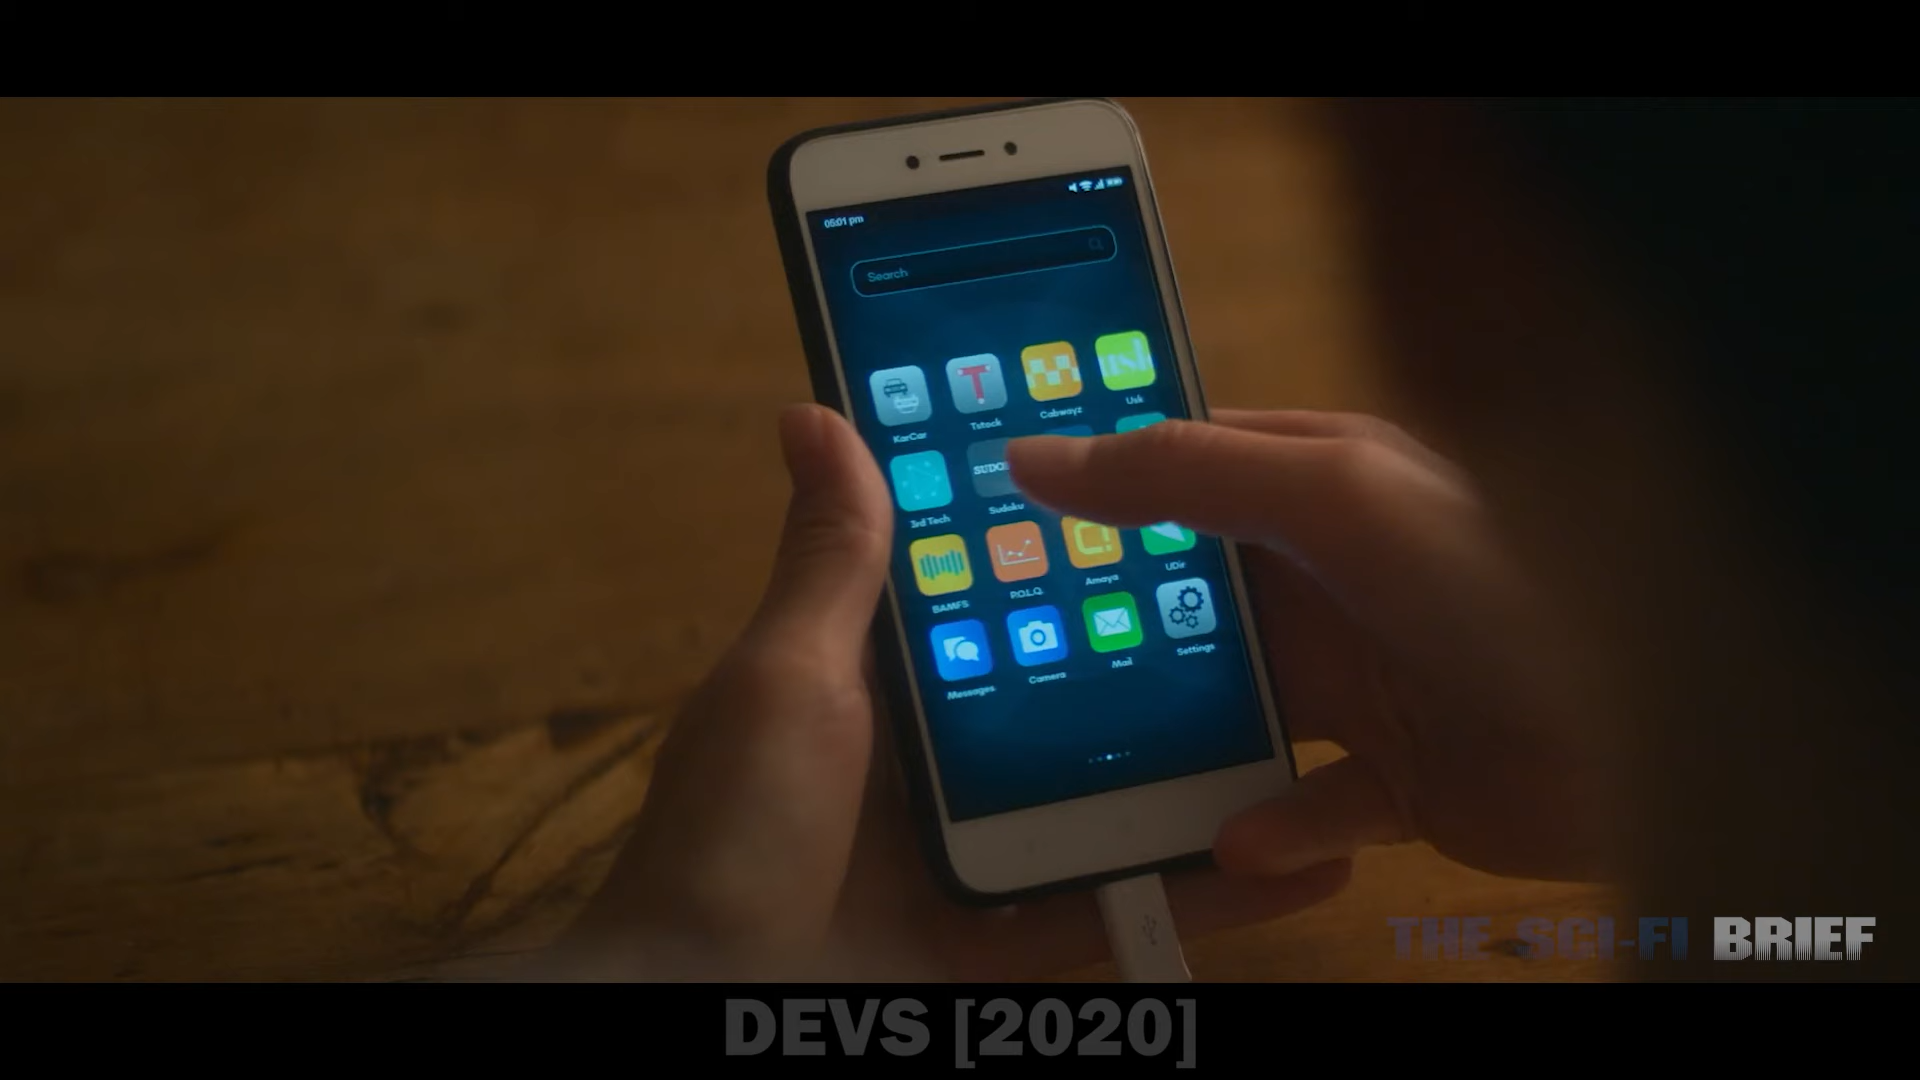 05:01 pm
Search
KarCar
Tstock
Cabwayz
Usk
3rd Tech
SUDO
Sudoku
BAMFS
P.O.L.Q.
Amaya
UDir
Messages
Camera
Mail
Settings
THE SCI-FI BRIEF
DEVS [2020]